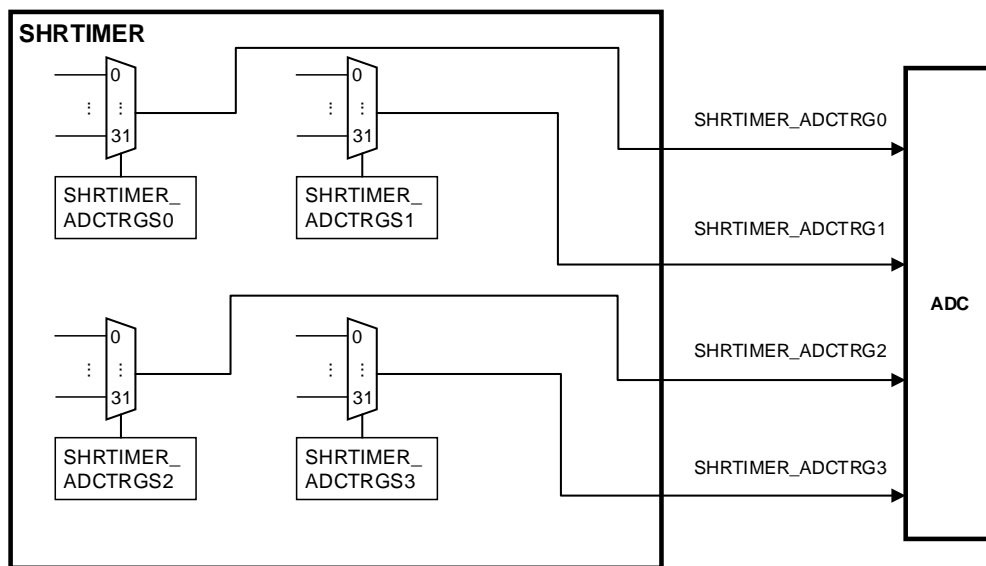 SHRTIMER
0
⋮ ⋮
31
SHRTIMER_
ADCTRGS0
0
⋮ ⋮
31
SHRTIMER_
ADCTRGS1
SHRTIMER_ADCTRG0
SHRTIMER_ADCTRG1
0
⋮ ⋮
31
SHRTIMER_
ADCTRGS2
0
⋮ ⋮
31
SHRTIMER_
ADCTRGS3
SHRTIMER_ADCTRG2
SHRTIMER_ADCTRG3
ADC